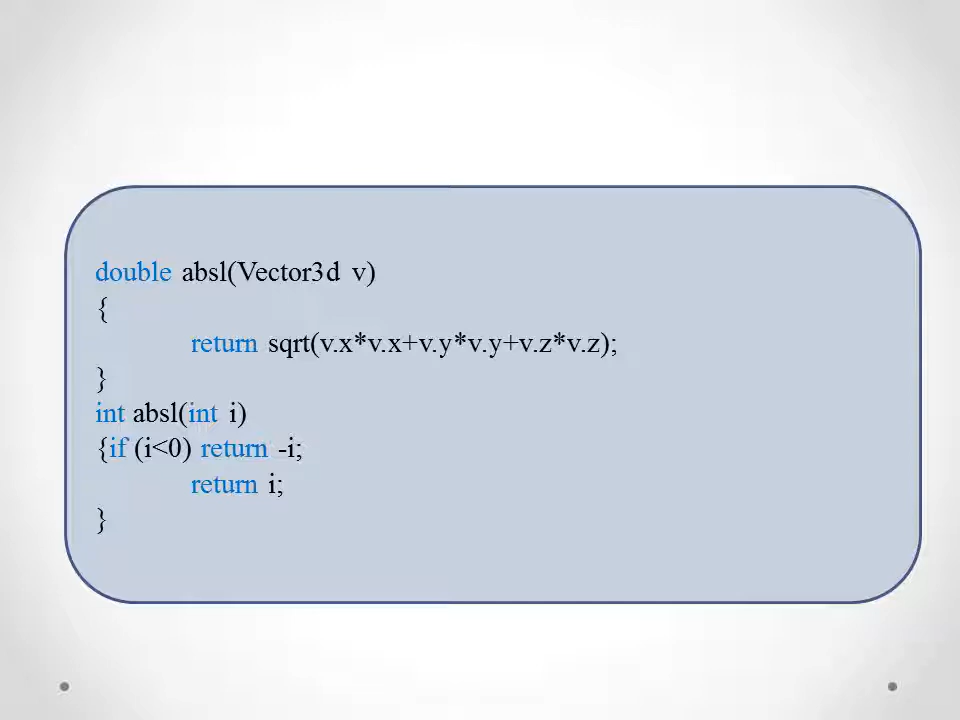 double absl(Vector3d v)
{
return sqrt(v.x*v.x+v.y*v.y+v.z*v.z);
}
int absl(int i)
{if (i<0) return -i;
return i;
}